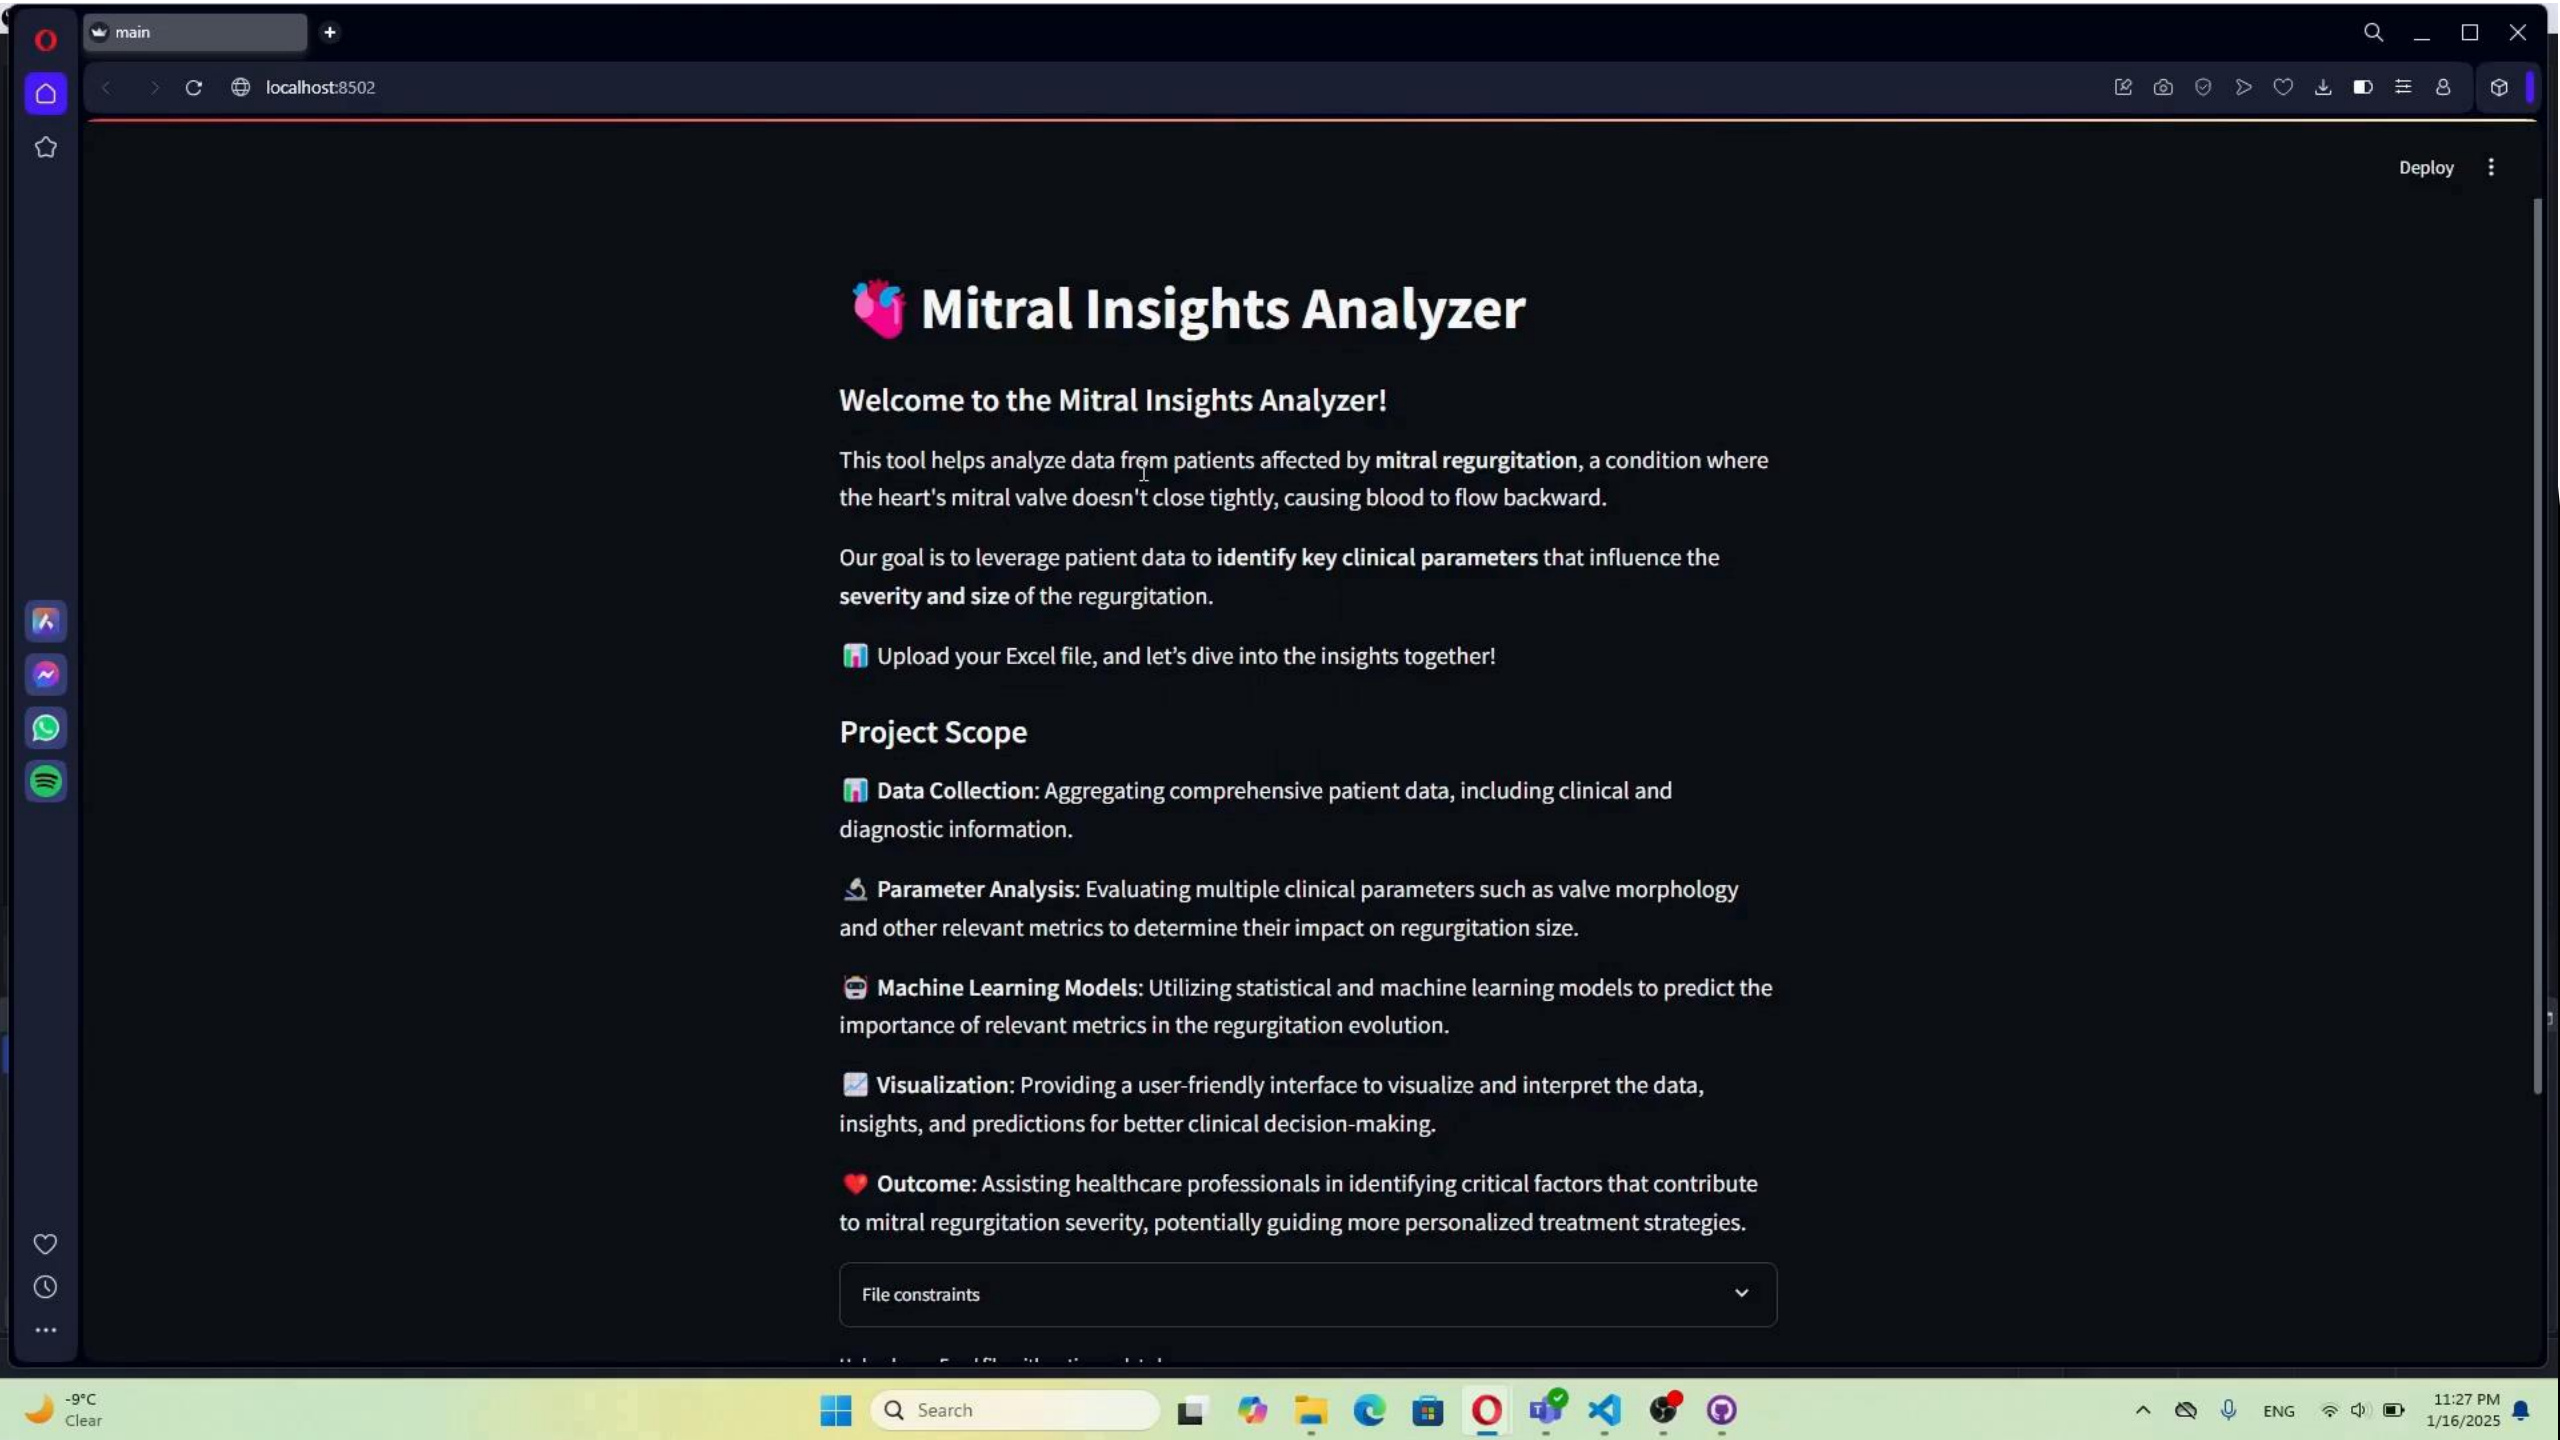 main
localhost:8502
Deploy
Mitral Insights Analyzer
Welcome to the Mitral Insights Analyzer!
This tool helps analyze data from patients affected by mitral regurgitation, a condition where
the heart's mitral valve doesn't close tightly, causing blood to flow backward.
Our goal is to leverage patient data to identify key clinical parameters that influence the
severity and size of the regurgitation.
Upload your Excel file, and let’s dive into the insights together!
Project Scope
Data Collection: Aggregating comprehensive patient data, including clinical and
diagnostic information.
Parameter Analysis: Evaluating multiple clinical parameters such as valve morphology
and other relevant metrics to determine their impact on regurgitation size.
Machine Learning Models: Utilizing statistical and machine learning models to predict the
importance of relevant metrics in the regurgitation evolution.
Visualization: Providing a user-friendly interface to visualize and interpret the data,
insights, and predictions for better clinical decision-making.
Outcome: Assisting healthcare professionals in identifying critical factors that contribute
to mitral regurgitation severity, potentially guiding more personalized treatment strategies.
File constraints
-9°C
Clear
Search
ENG
11:27 PM
1/16/2025